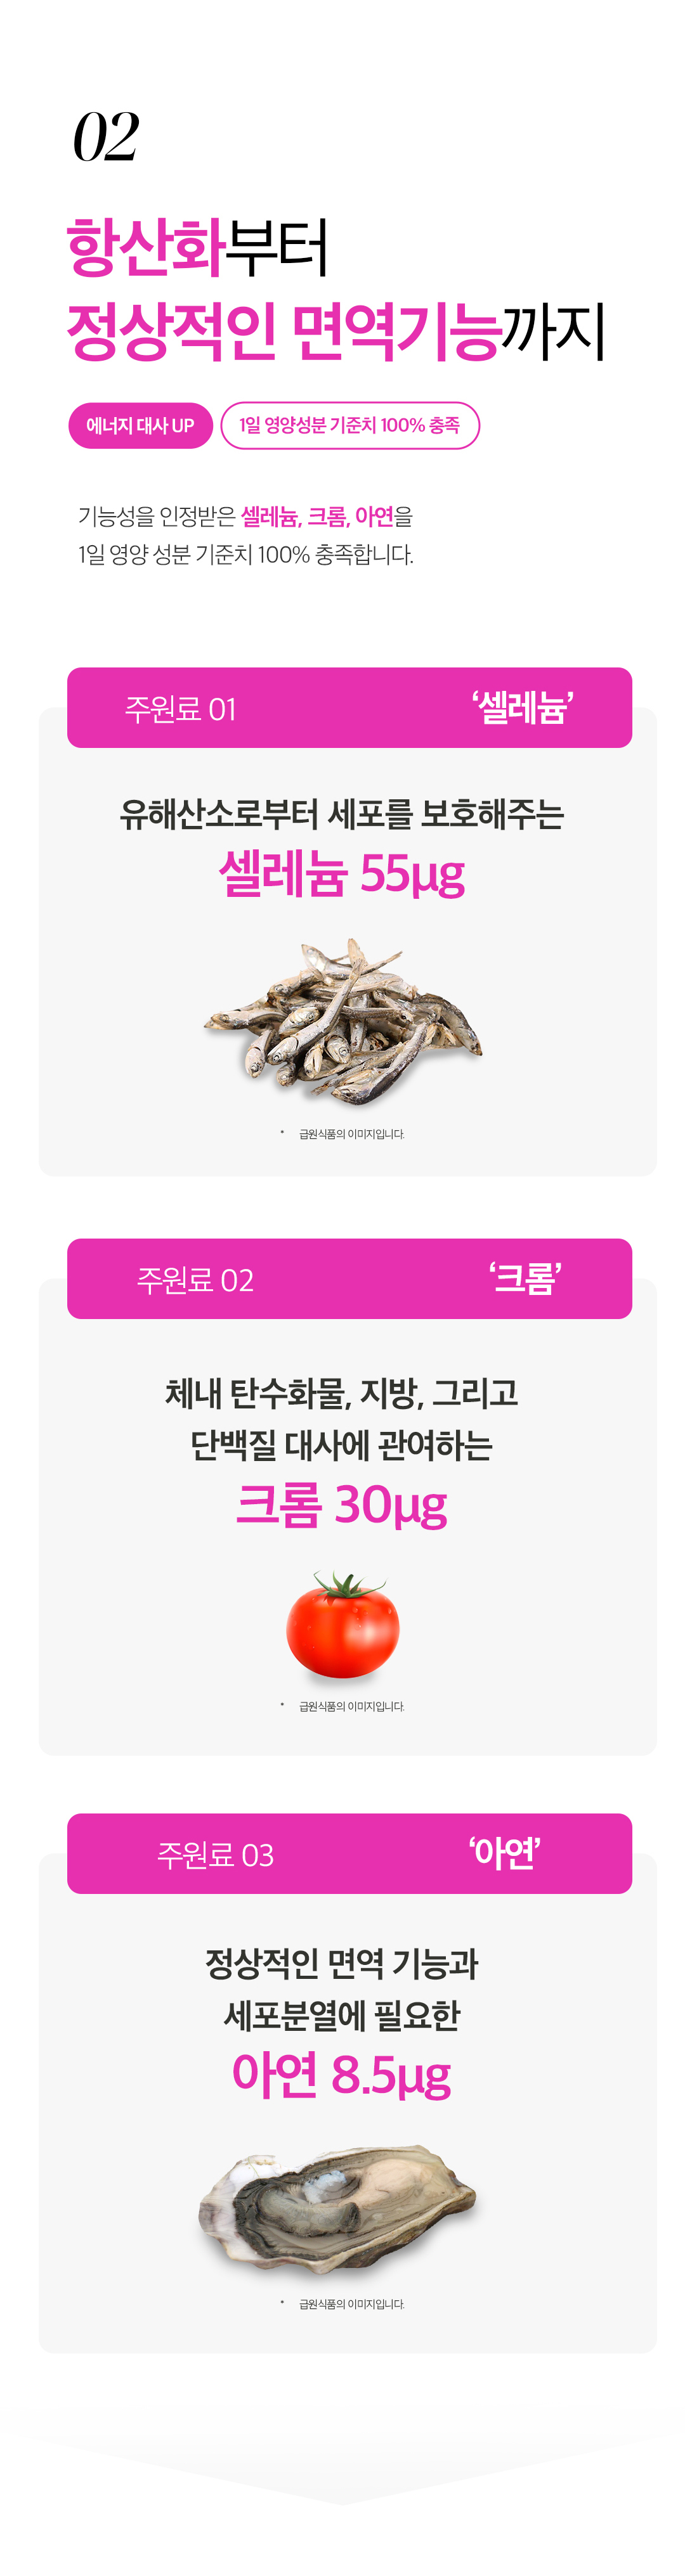 02
항산화부터
정상적인 면역기능까지
에너지 대사 UP
1일 영양성분 기준치 100% 충족
기능성을 인정받은 셀레늄, 크롬, 아연을
1일 영양 성분 기준치 100% 충족합니다.
주원료 01
‘셀레늄’
유해산소로부터 세포를 보호해주는
셀레늄 55μg
* 급원식품의 이미지입니다.
주원료 02
‘크롬’
체내 탄수화물, 지방, 그리고
단백질 대사에 관여하는
크롬 30μg
* 급원식품의 이미지입니다.
주원료 03
‘아연’
정상적인 면역 기능과
세포분열에 필요한
아연 8.5μg
* 급원식품의 이미지입니다.